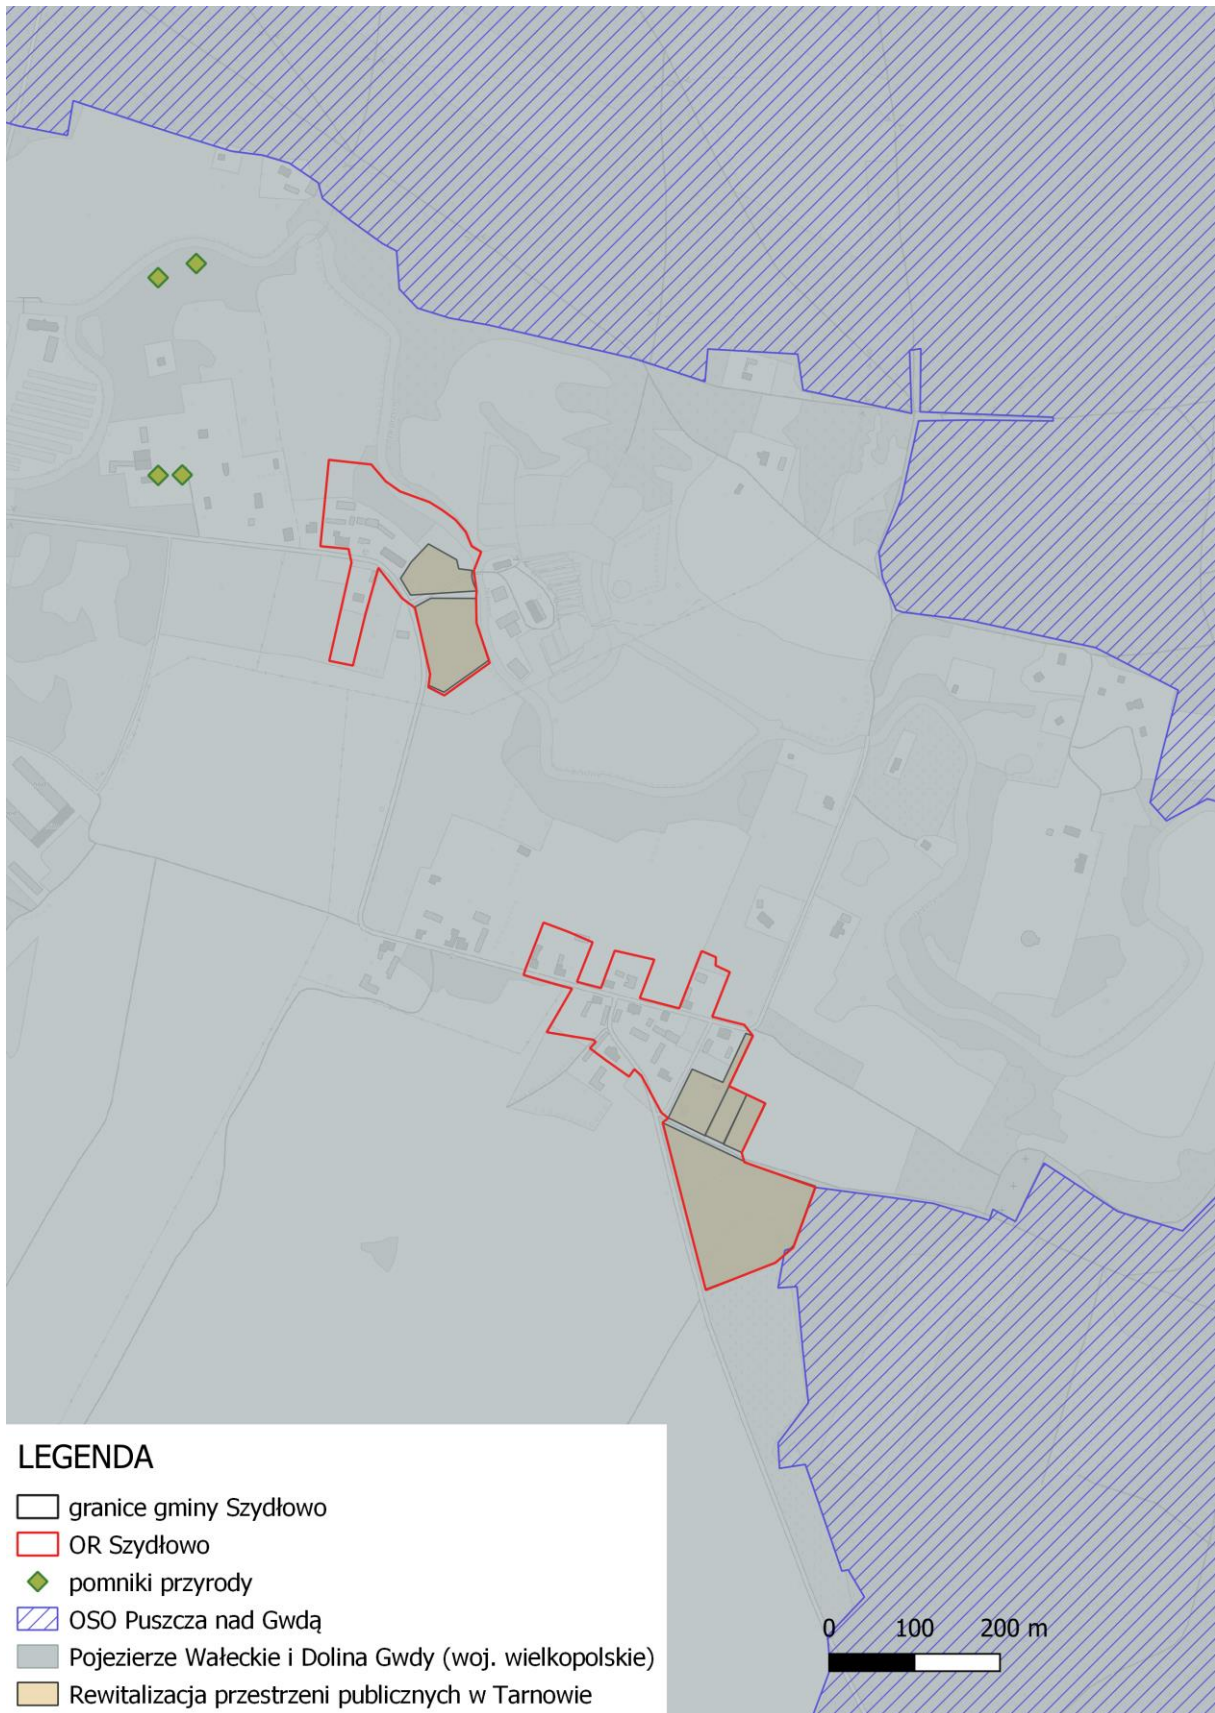 LEGENDA
granice gminy Szydłowo
OR Szydłowo
pomniki przyrody
OSO Puszcza nad Gwdą
Pojezierze Wałeckie i Dolina Gwdy (woj. wielkopolskie)
Rewitalizacja przestrzeni publicznych w Tarnowie
0 100 200 m